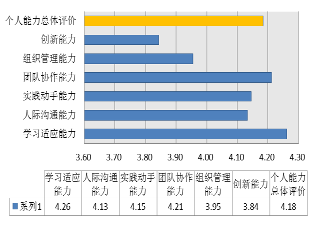 个人能力总体评价
创新能力
组织管理能力
团队协作能力
实践动手能力
人际沟通能力
学习适应能力
3.60 3.70 3.80 3.90 4.00 4.10 4.20 4.30
学习适应 人际沟通 实践动手 团队协作 组织管理 创新能力 个人能力
能力 能力 能力 能力 能力 总体评价
系列1 4.26 4.13 4.15 4.21 3.95 3.84 4.18